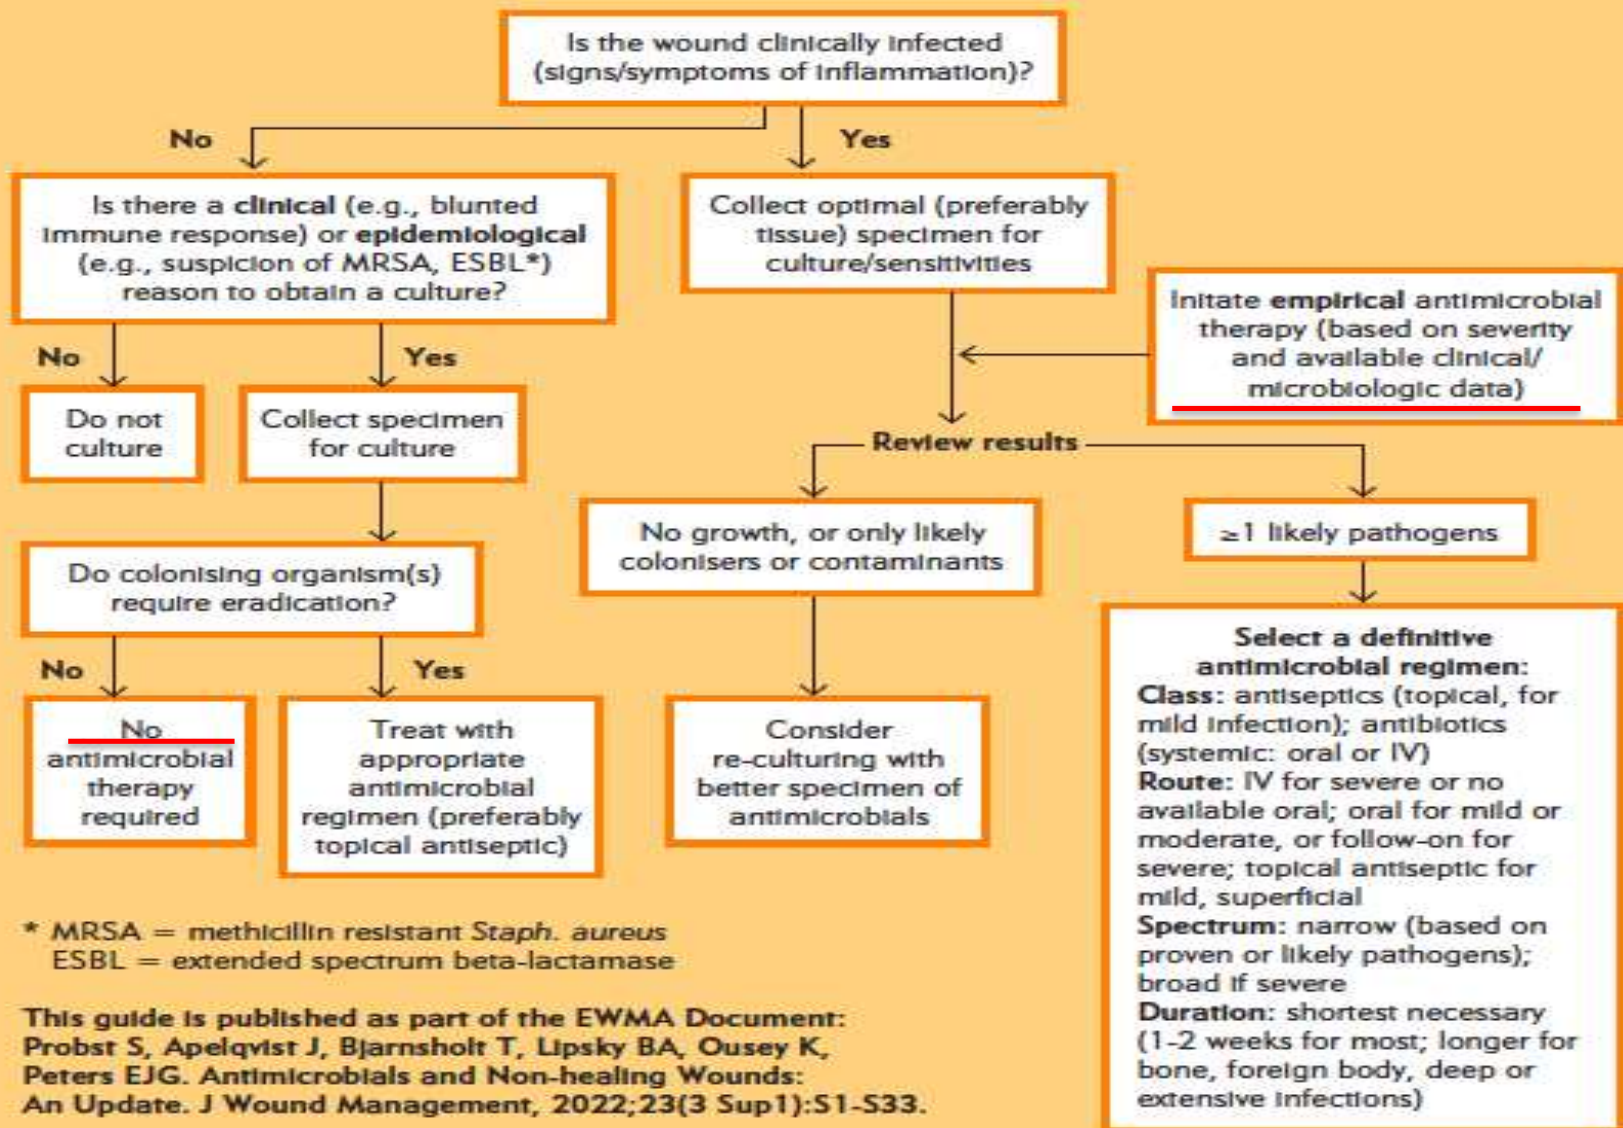 Is the wound clinically infected
(signs/symptoms of inflammation)?
No
Yes
Is there a clinical (e.g., blunted
immune response) or epidemiological
(e.g., suspicion of MRSA, ESBL*)
reason to obtain a culture?
Collect optimal (preferably
tissue) specimen for
culture/sensitivities
Initate empirical antimicrobial
therapy (based on severity
and available clinical/
microbiologic data)
No
Yes
Do not
culture
Collect specimen
for culture
Review results
No growth, or only likely
colonisers or contaminants
≥1 likely pathogens
Do colonising organism(s)
require eradication?
No
Yes
No
antimicrobial
therapy
required
Treat with
appropriate
antimicrobial
regimen (preferably
topical antiseptic)
Consider
re-culturing with
better specimen of
antimicrobials
Select a definitive
antimicrobial regimen:
Class: antiseptics (topical, for
mild infection); antibiotics
(systemic: oral or IV)
Route: IV for severe or no
available oral; oral for mild or
moderate, or follow-on for
severe; topical antiseptic for
mild, superficial
Spectrum: narrow (based on
proven or likely pathogens);
broad if severe
Duration: shortest necessary
(1-2 weeks for most; longer for
bone, foreign body, deep or
extensive infections)
* MRSA = methicillin resistant Staph. aureus
ESBL = extended spectrum beta-lactamase
This guide is published as part of the EWMA Document:
Probst S, Apelqvist J, Bjarnsholt T, Lipsky BA, Ousey K,
Peters EJG. Antimicrobials and Non-healing Wounds:
An Update. J Wound Management, 2022;23(3 Sup1):S1-S33.